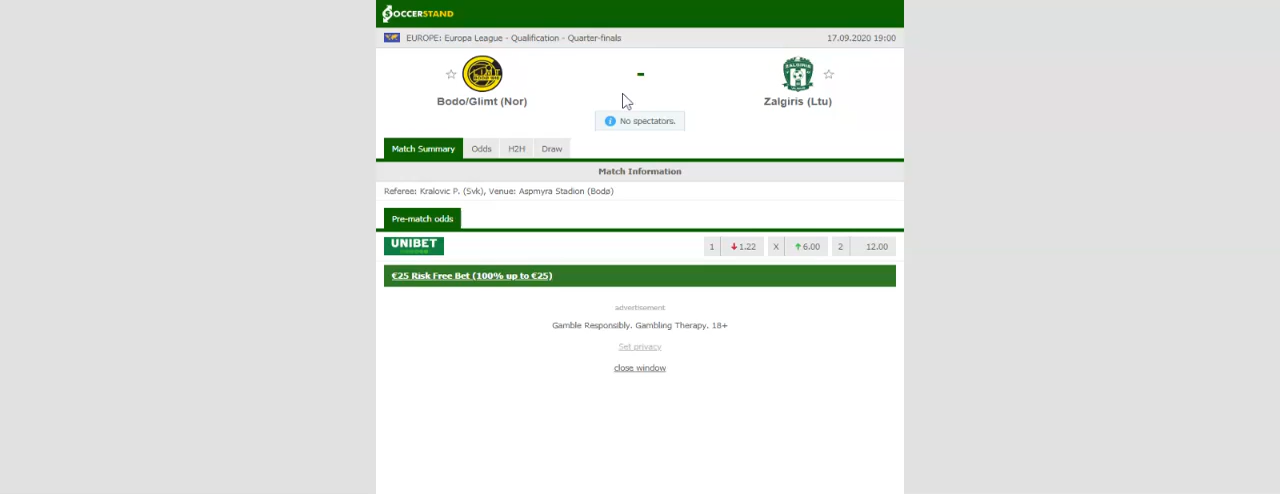 SOCCERSTAND
EUROPE: Europa League - Qualification - Quarter-finals 17.09.2020 19:00
Bodo/Glimt (Nor) - Zalgiris (Ltu)
No spectators.
Match Summary Odds H2H Draw
Match Information
Referee: Kralovic P. (Svk), Venue: Aspmyra Stadion (Bodø)
Pre-match odds
UNIBET 1 1.22 X 6.00 2 12.00
€25 Risk Free Bet (100% up to €25)
advertisement
Gamble Responsibly. Gambling Therapy. 18+
Set privacy
close window